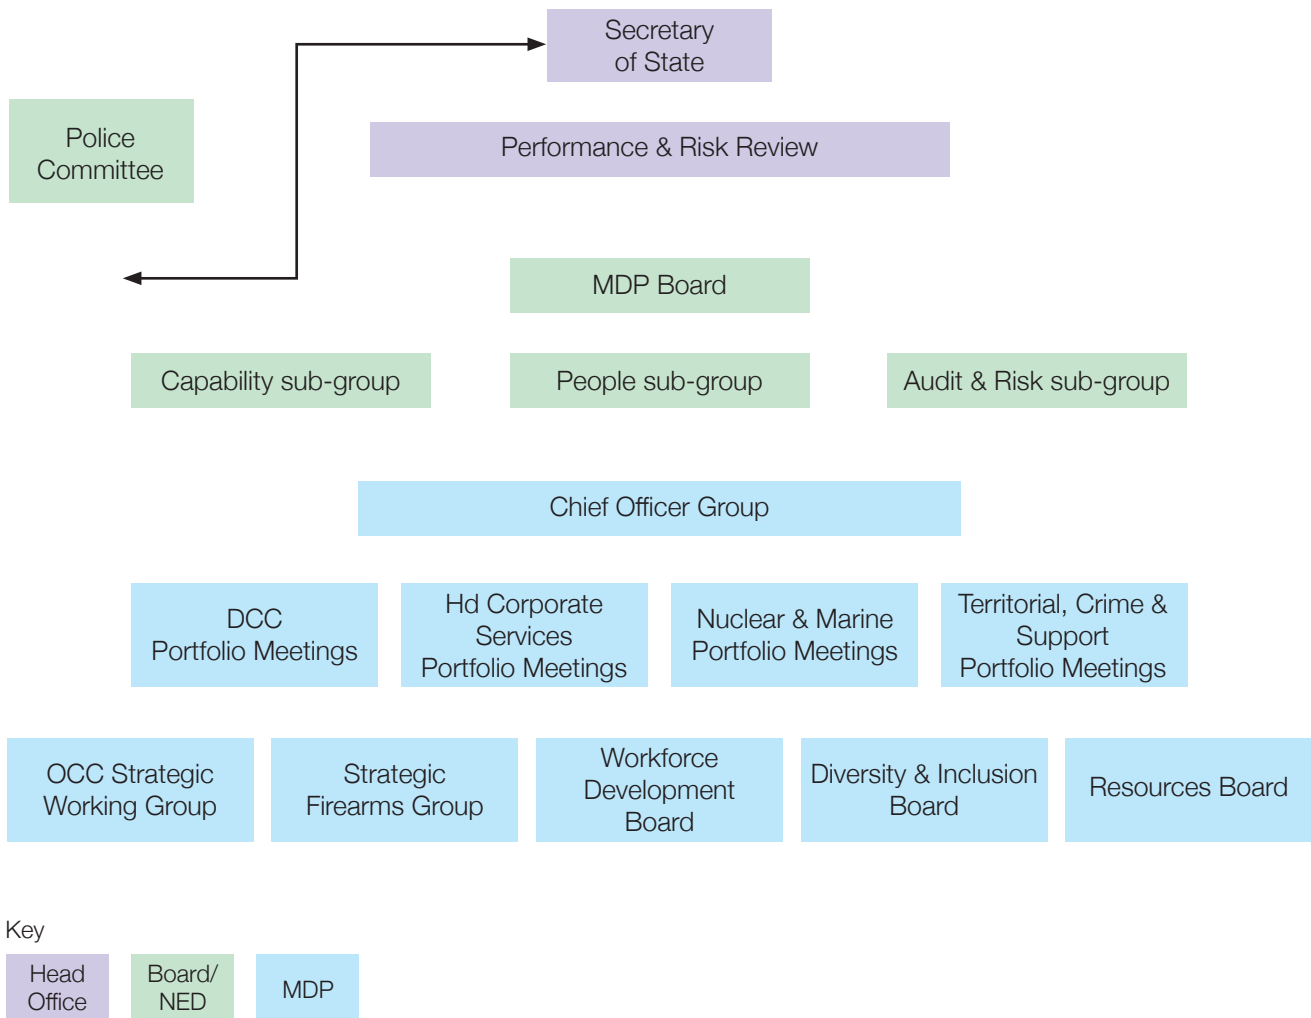 Secretary
of State
Police
Committee
Performance & Risk Review
MDP Board
Capability sub-group
People sub-group
Audit & Risk sub-group
Chief Officer Group
DCC
Portfolio Meetings
Hd Corporate
Services
Portfolio Meetings
Nuclear & Marine
Portfolio Meetings
Territorial, Crime &
Support
Portfolio Meetings
OCC Strategic
Working Group
Strategic
Firearms Group
Workforce
Development
Board
Diversity & Inclusion
Board
Resources Board
Key
Head
Office
Board/
NED
MDP